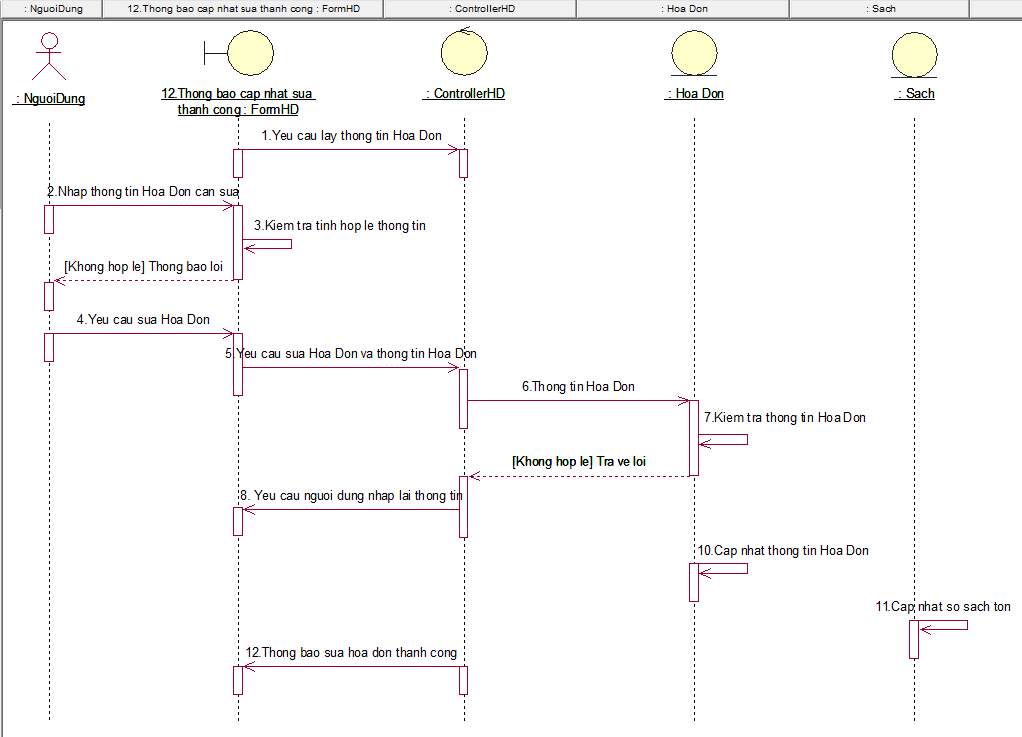 : NguoiDung
12.Thong bao cap nhat sua thanh cong : FormHD
: ControllerHD
: Hoa Don
: Sach
: NguoiDung
12.Thong bao cap nhat sua
thanh cong : FormHD
: ControllerHD
: Hoa Don
: Sach
1.Yeu cau lay thong tin Hoa Don
2.Nhap thong tin Hoa Don can sua
3.Kiem tra tinh hop le thong tin
[Khong hop le] Thong bao loi
4.Yeu cau sua Hoa Don
5.Yeu cau sua Hoa Don va thong tin Hoa Don
6.Thong tin Hoa Don
7.Kiem tra thong tin Hoa Don
[Khong hop le] Tra ve loi
8. Yeu cau nguoi dung nhap lai thong tin
10.Cap nhat thong tin Hoa Don
11.Cap nhat so sach ton
12.Thong bao sua hoa don thanh cong